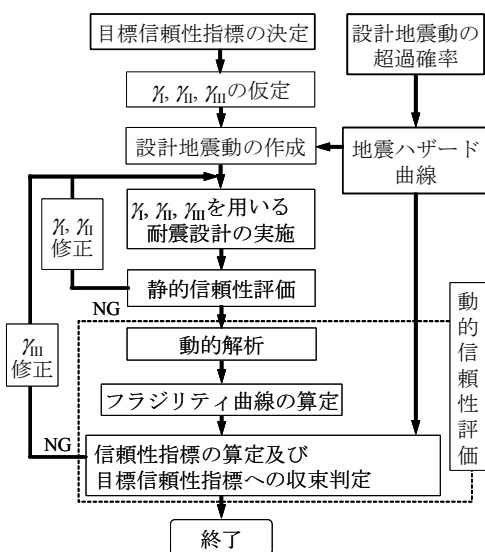 目標信頼性指標の決定
設計地震動の
超過確率
γI, γII, γIIIの仮定
設計地震動の作成
地震ハザード
曲線
γI, γIIIを用いる
耐震設計の実施
γI, γII
修正
静的信頼性評価
NG
動的解析
動的信頼性評価
γIII
修正
フラジリティ曲線の算定
NG
信頼性指標の算定及び
目標信頼性指標への収束判定
終了